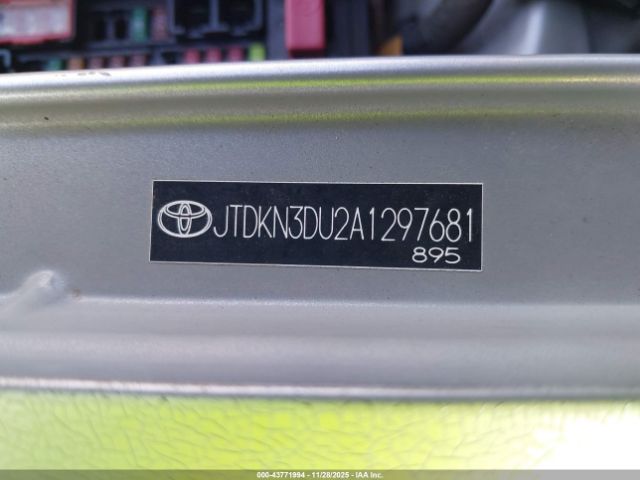 JTDKN3DU2A1297681
895
000-43771994 - 11/28/2025 - IAA Inc.